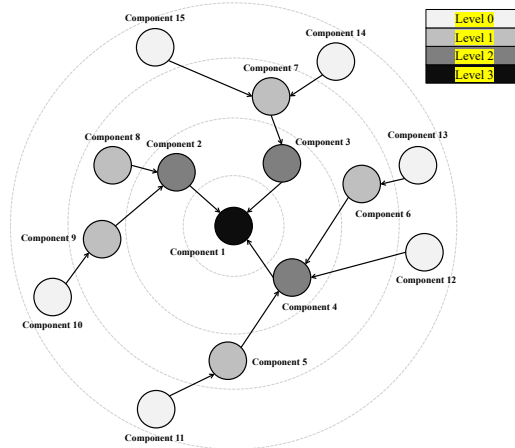 Component 15
Component 14
Level 0
Level 1
Level 2
Level 3
Component 7
Component 8
Component 2
Component 3
Component 13
Component 9
Component 6
Component 1
Component 12
Component 4
Component 10
Component 5
Component 11